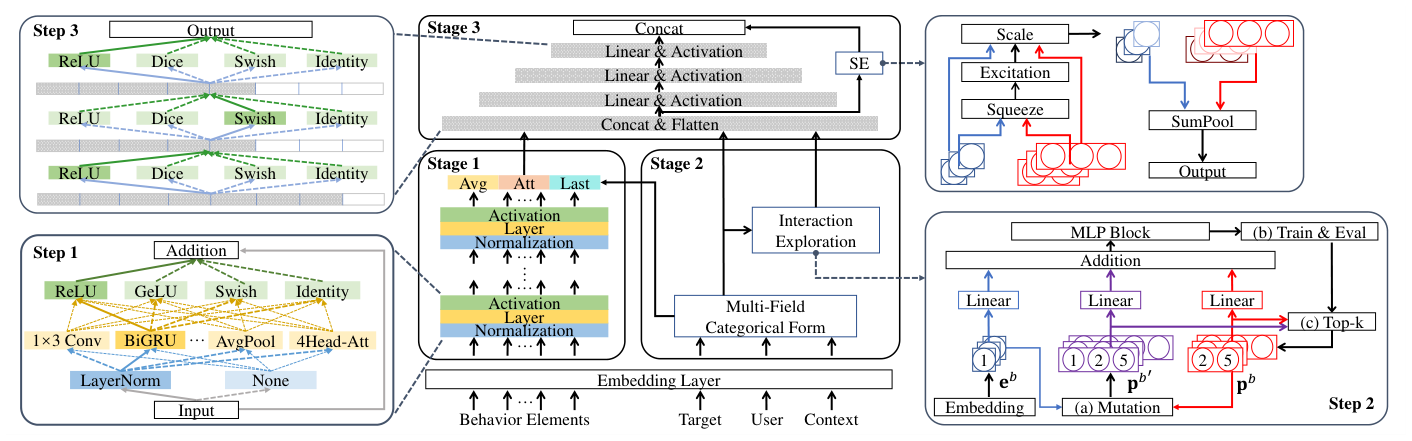 Step 3
Output
ReLU Dice Swish Identity
ReLU Dice Swish Identity
ReLU Dice Swish Identity
Step 1
Addition
ReLU GeLU Swish Identity
1×3 Conv BiGRU ··· AvgPool 4Head-Att
LayerNorm None
Input
Stage 3
Concat
Linear & Activation
SE
Linear & Activation
Linear & Activation
Concat & Flatten
Stage 1
Avg Att Last
···
Activation
Layer
Normalization
···
⋮
···
Activation
Layer
Normalization
···
Stage 2
Interaction
Exploration
Multi-Field
Categorical Form
Embedding Layer
···
Behavior Elements Target User Context
Scale
Excitation
Squeeze
SumPool
Output
MLP Block (b) Train & Eval
Addition
Linear Linear Linear
(c) Top-k
1 1 2 5 2 5
e^b p^b′ p^b
Embedding (a) Mutation
Step 2